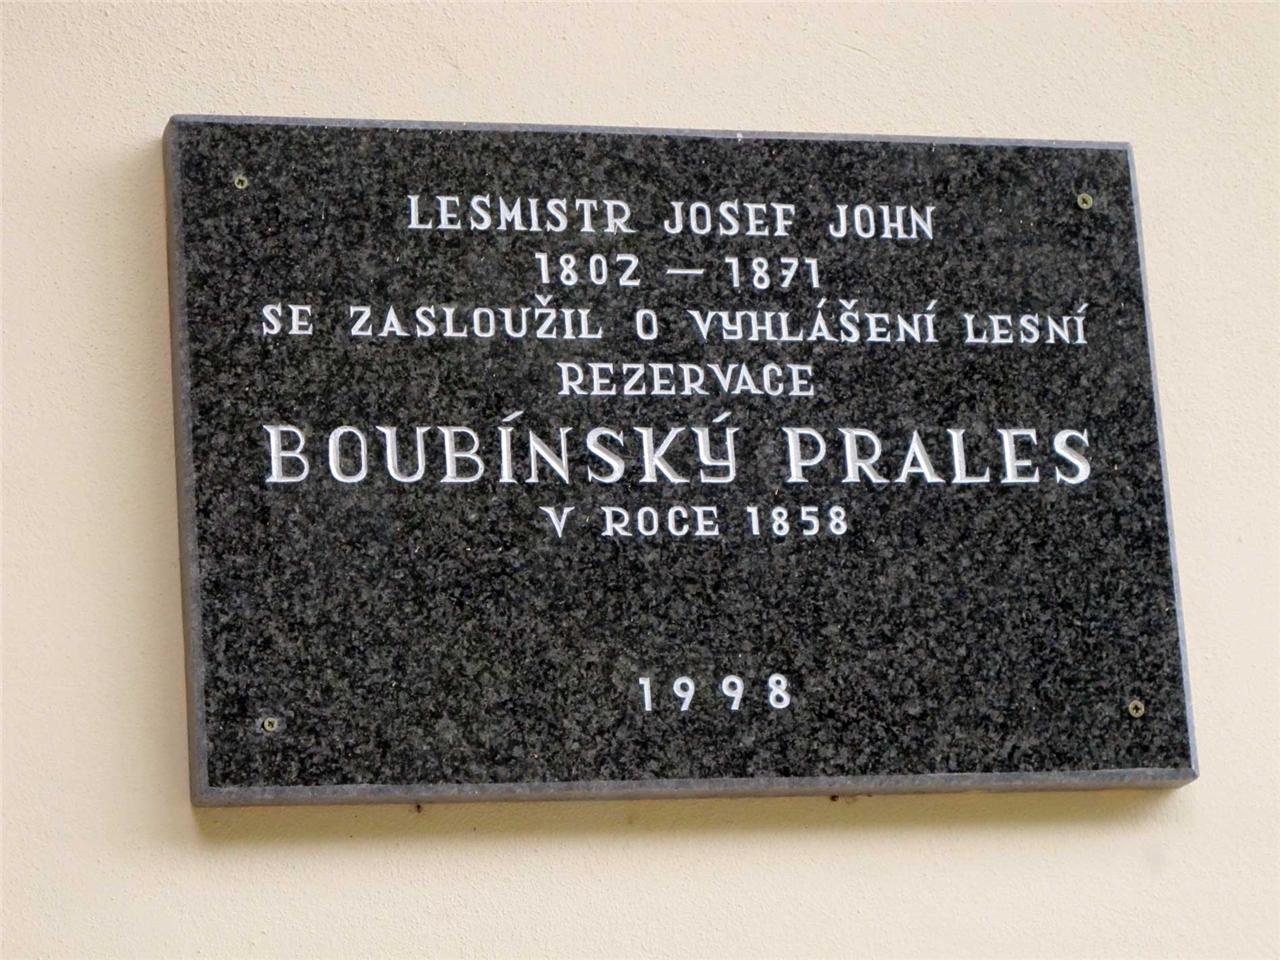 LESMISTR JOSEF JOHN
1802 — 1871
SE ZASLOUŽIL O VYHLÁŠENÍ LESNÍ
REZERVACE
BOUBÍNSKÝ PRALES
V ROCE 1858
1998